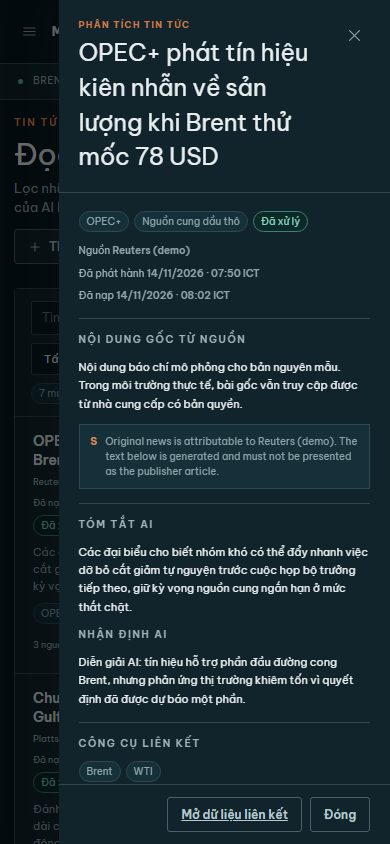 PHÂN TÍCH TIN TỨC
OPEC+ phát tín hiệu
kiên nhẫn về sản
lượng khi Brent thử
mốc 78 USD
OPEC+
Nguồn cung dầu thô
Đã xử lý
Nguồn Reuters (demo)
Đã phát hành 14/11/2026 · 07:50 ICT
Đã nạp 14/11/2026 · 08:02 ICT
NỘI DUNG GỐC TỪ NGUỒN
Nội dung báo chí mô phỏng cho bản nguyên mẫu.
Trong môi trường thực tế, bài gốc vẫn truy cập được
từ nhà cung cấp có bản quyền.
S
Original news is attributable to Reuters (demo). The
text below is generated and must not be presented
as the publisher article.
TÓM TẮT AI
Các đại biểu cho biết nhóm khó có thể đẩy nhanh việc
dỡ bỏ cắt giảm tự nguyện trước cuộc họp bộ trưởng
tiếp theo, giữ kỳ vọng nguồn cung ngắn hạn ở mức
thắt chặt.
NHẬN ĐỊNH AI
Diễn giải AI: tín hiệu hỗ trợ phần đầu đường cong
Brent, nhưng phản ứng thị trường khiêm tốn vì quyết
định đã được dự báo một phần.
CÔNG CỤ LIÊN KẾT
Brent
WTI
Mở dữ liệu liên kết
Đóng
BREN
TIN TỨ
Đọc
Lọc nhi
của AI l
Tìn
Tấ
7 mụ
OPE
Bren
Reute
Đã nạ
Các
cắt g
kỳ vọ
OPE
3 ngu
Chu
Gulf
Platts
Đã nạ
Đánh
dài c